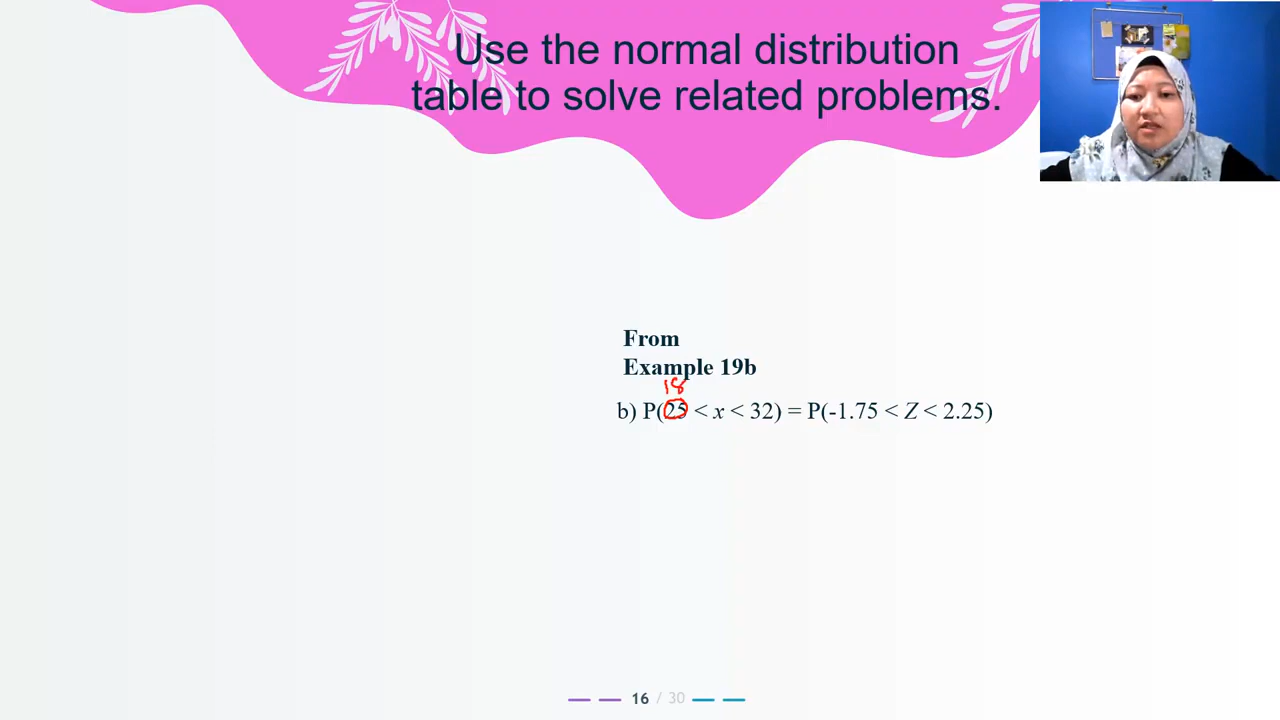 Use the normal distribution
table to solve related problems.
From
Example 19b
18
b) P(25 < x < 32) = P(-1.75 < Z < 2.25)
16 / 30